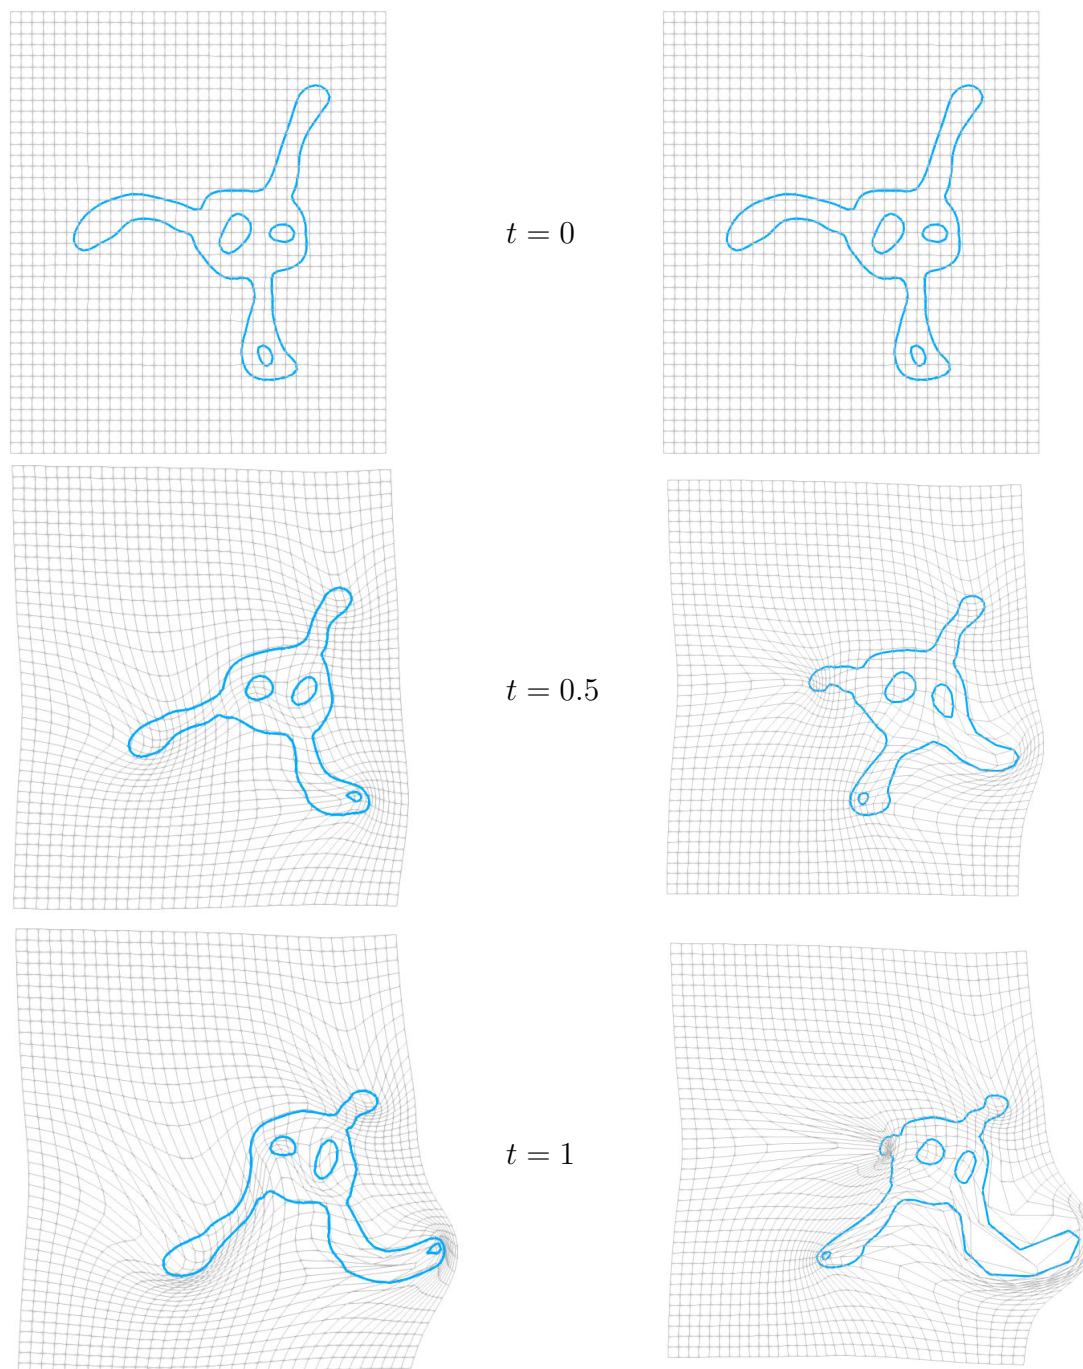 t = 0
t = 0.5
t = 1